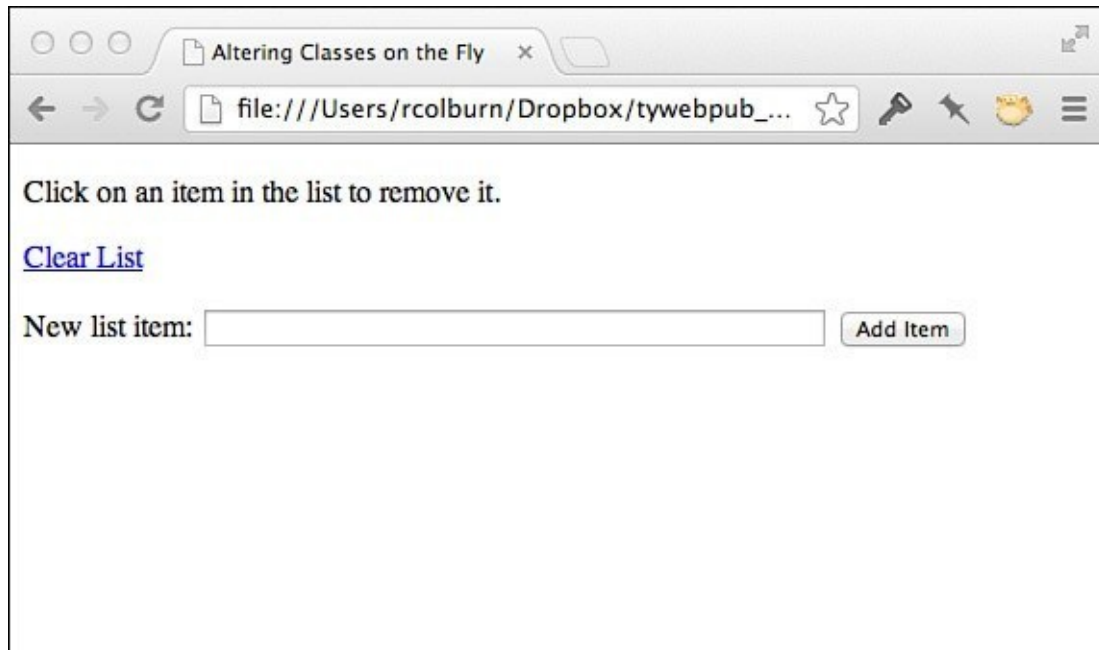 Altering Classes on the Fly
file:///Users/rcolburn/Dropbox/tywebpub_...
Click on an item in the list to remove it.
Clear List
New list item: Add Item